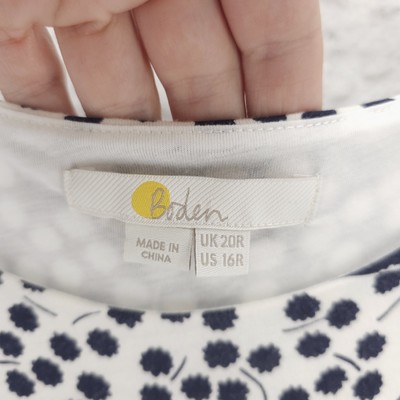 Boden
MADE IN
CHINA
UK 20R
US 16R